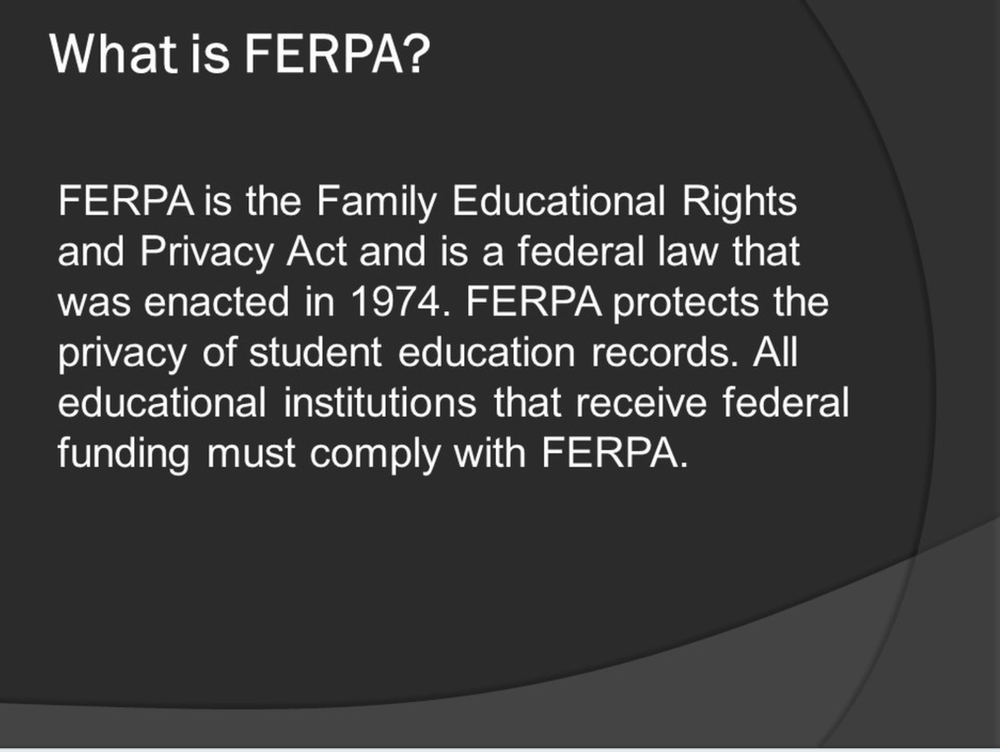 What is FERPA?
FERPA is the Family Educational Rights
and Privacy Act and is a federal law that
was enacted in 1974. FERPA protects the
privacy of student education records. All
educational institutions that receive federal
funding must comply with FERPA.